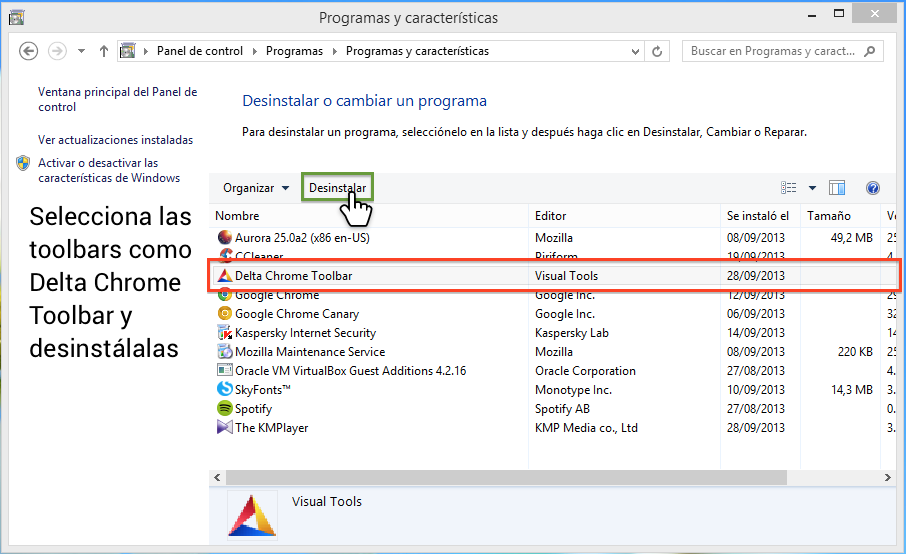 Programas y características
Panel de control Programas Programas y características
Buscar en Programas y caract...
Ventana principal del Panel de
control
Ver actualizaciones instaladas
Activar o desactivar las
características de Windows
Selecciona las
toolbars como
Delta Chrome
Toolbar y
desinstálalas
Desinstalar o cambiar un programa
Para desinstalar un programa, selecciónelo en la lista y después haga clic en Desinstalar, Cambiar o Reparar.
Organizar Desinstalar
Nombre Editor Se instaló el Tamaño
Aurora 25.0a2 (x86 en-US) Mozilla 08/09/2013 49,2 MB 25
CCleaner Piriform 19/09/2013 4.
Delta Chrome Toolbar Visual Tools 28/09/2013
Google Chrome Google Inc. 12/09/2013 29
Google Chrome Canary Google Inc. 06/09/2013 32
Kaspersky Internet Security Kaspersky Lab 14/09/2013 14
Mozilla Maintenance Service Mozilla 08/09/2013 220 KB 25
Oracle VM VirtualBox Guest Additions 4.2.16 Oracle Corporation 27/08/2013 4.
SkyFonts™ Monotype Inc. 10/09/2013 14,3 MB 3.
Spotify Spotify AB 27/08/2013 0.
The KMPlayer KMP Media co., Ltd 28/09/2013 3.
Visual Tools